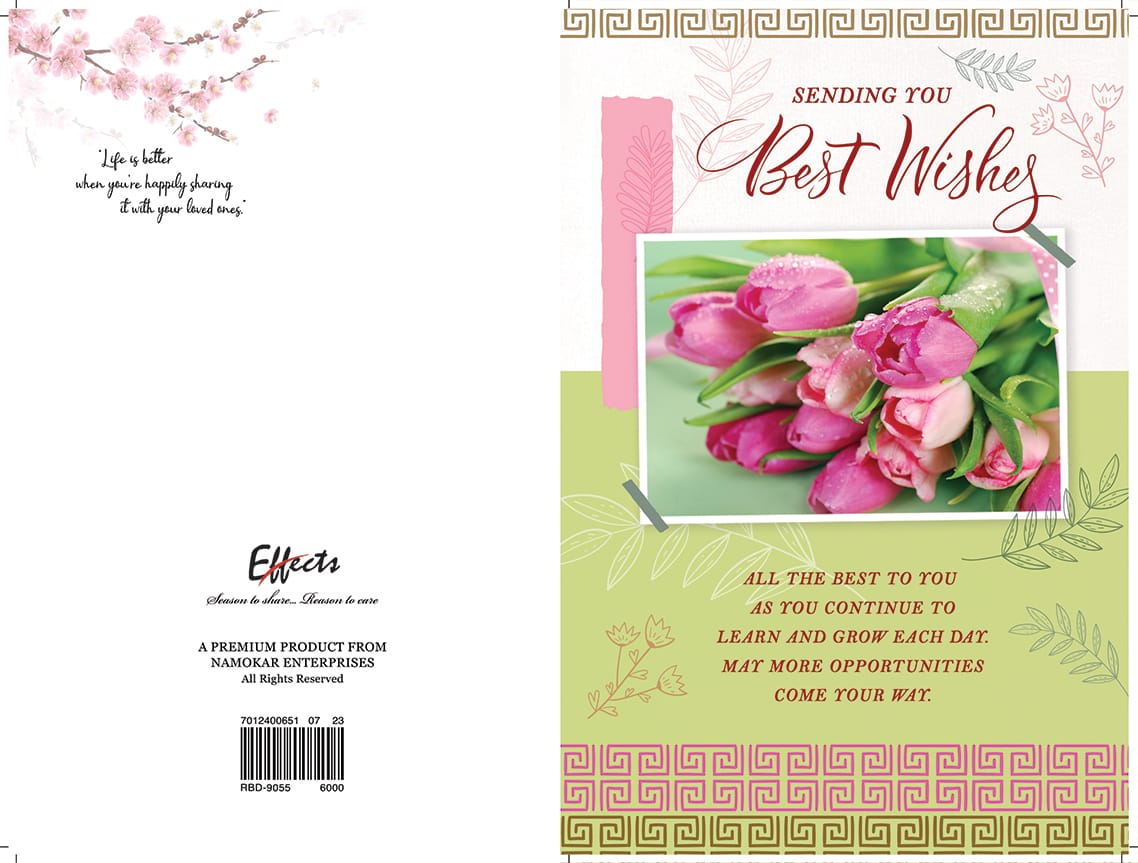 "Life is better
when you're happily sharing
it with your loved ones."
Effects
Season to share... Reason to care
A PREMIUM PRODUCT FROM
NAMOKAR ENTERPRISES
All Rights Reserved
7012400651 07 23
RBD-9055 6000
SENDING YOU
Best Wishes
ALL THE BEST TO YOU
AS YOU CONTINUE TO
LEARN AND GROW EACH DAY.
MAY MORE OPPORTUNITIES
COME YOUR WAY.